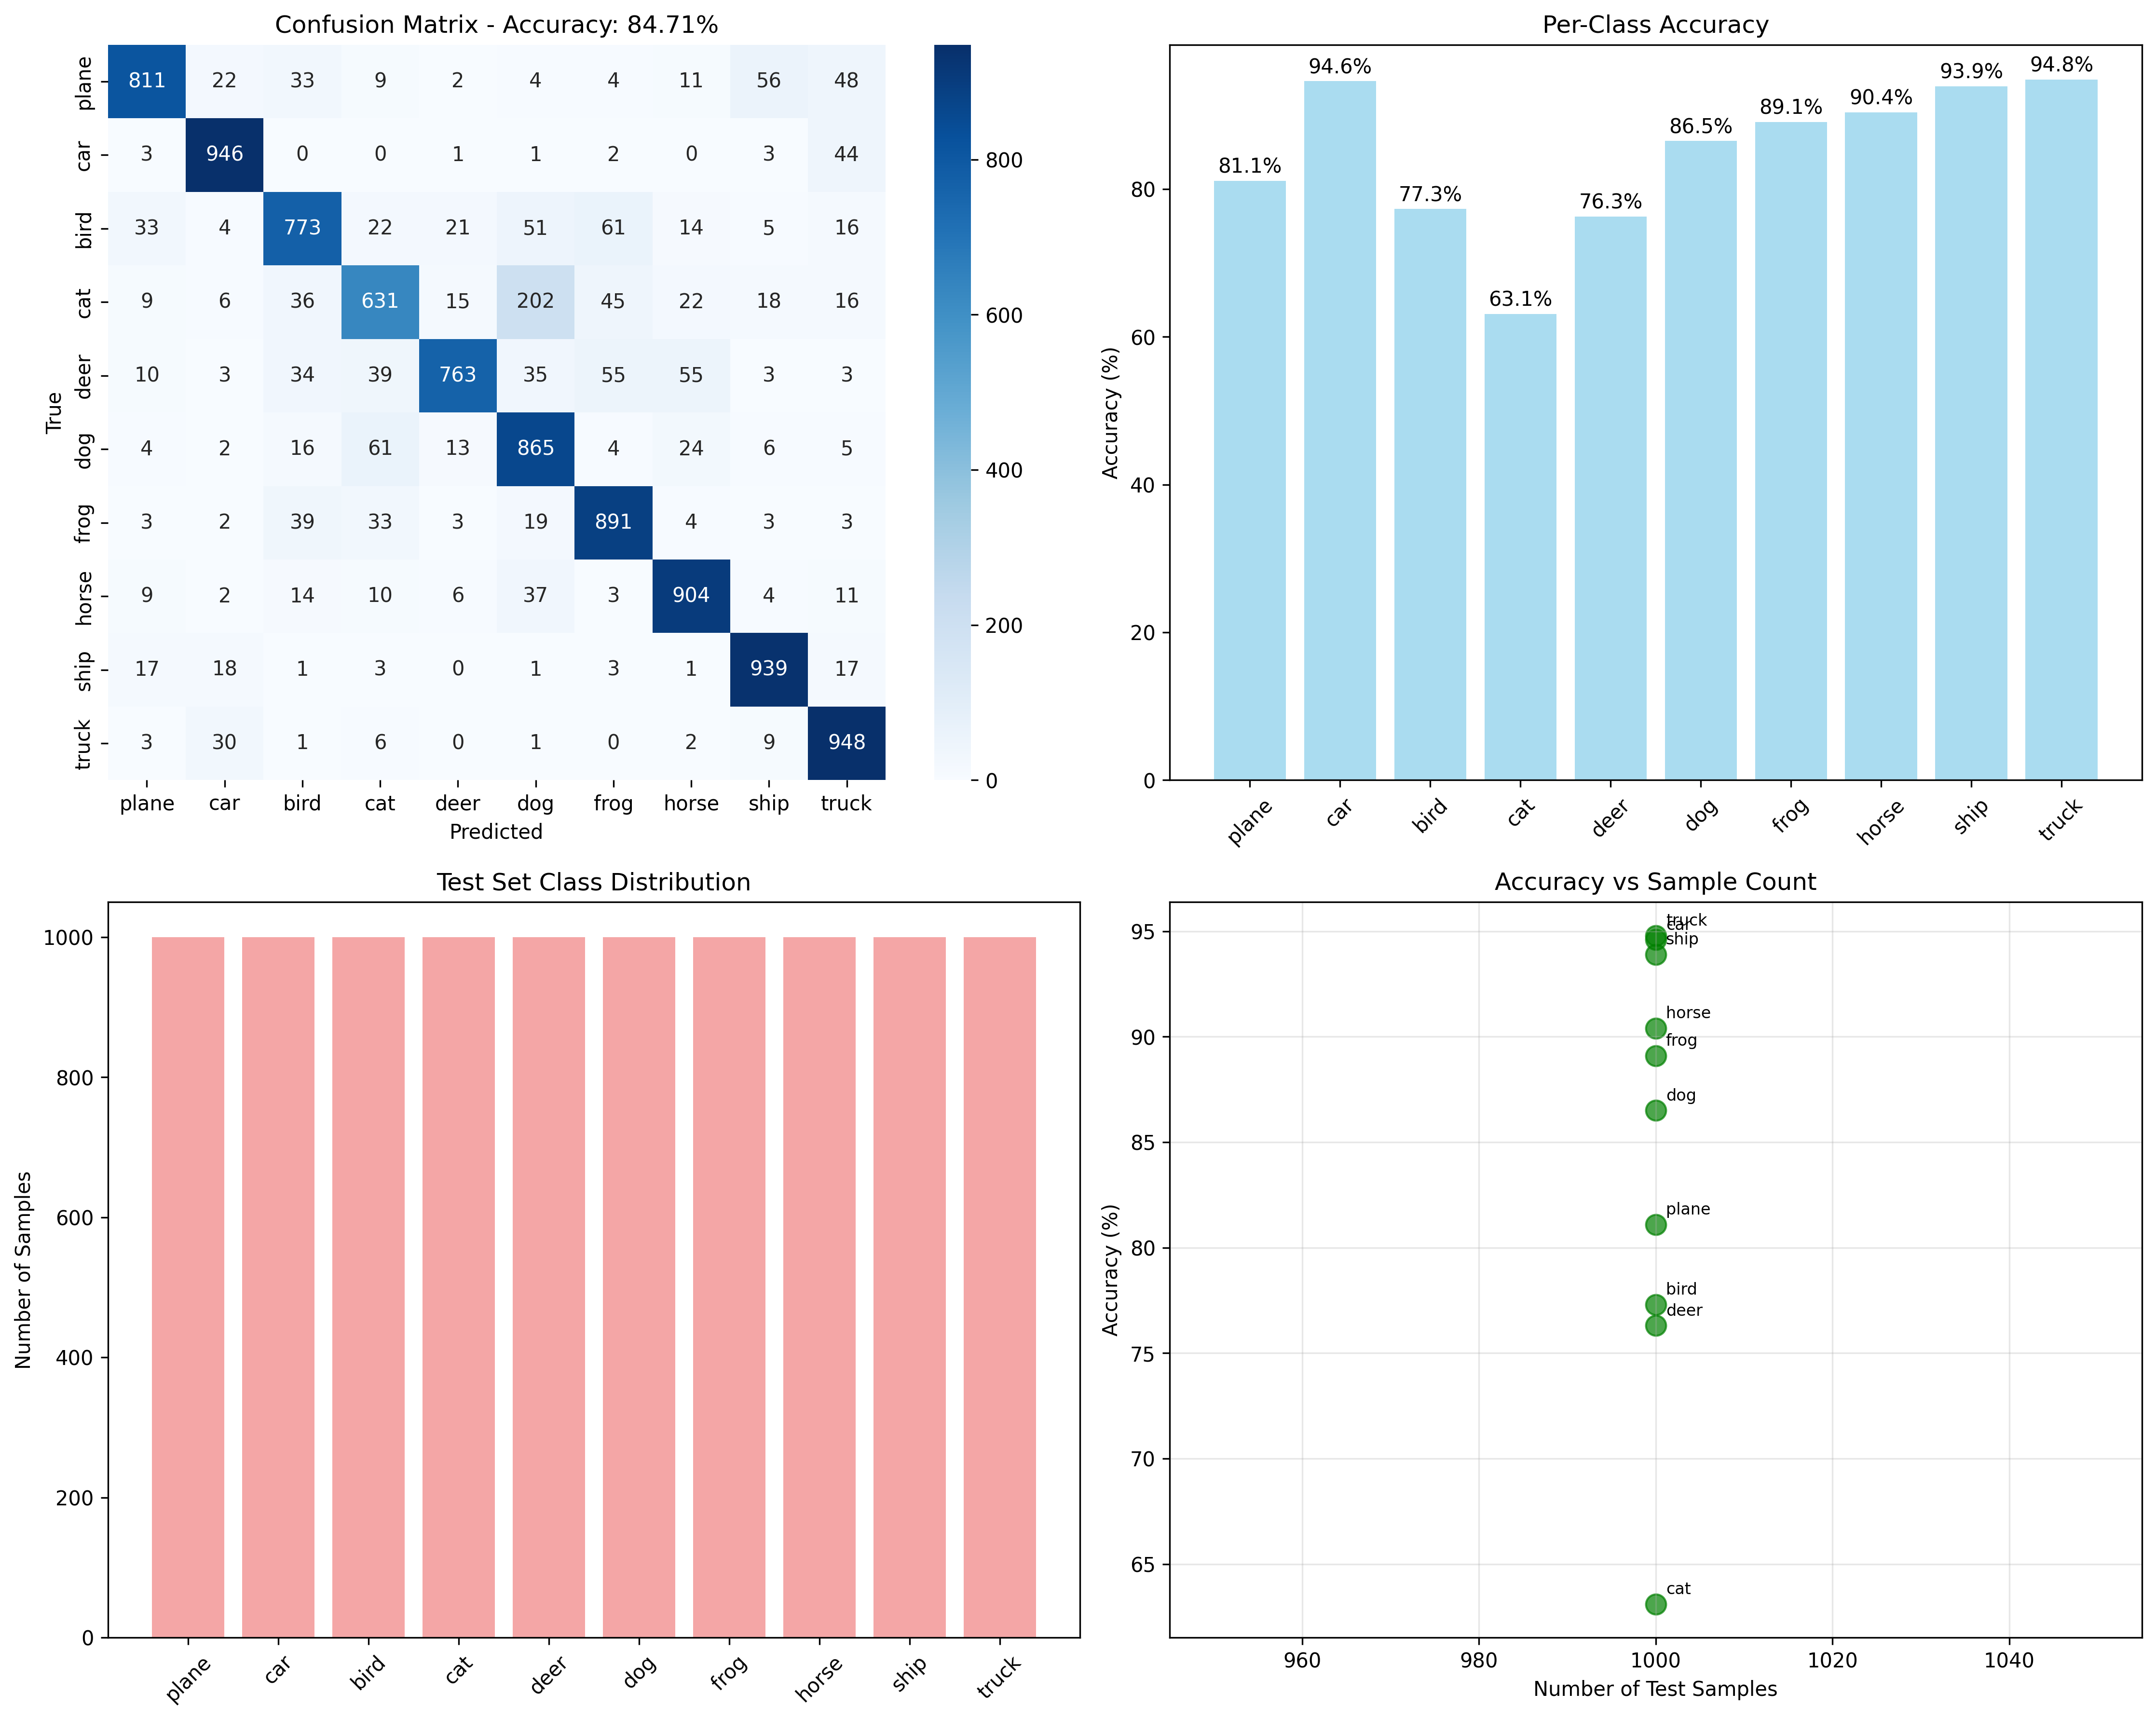 Confusion Matrix - Accuracy: 84.71%
True
plane 811 22 33 9 2 4 4 11 56 48
car 3 946 0 0 1 1 2 0 3 44
bird 33 4 773 22 21 51 61 14 5 16
cat 9 6 36 631 15 202 45 22 18 16
deer 10 3 34 39 763 35 55 55 3 3
dog 4 2 16 61 13 865 4 24 6 5
frog 3 2 39 33 3 19 891 4 3 3
horse 9 2 14 10 6 37 3 904 4 11
ship 17 18 1 3 0 1 3 1 939 17
truck 3 30 1 6 0 1 0 2 9 948
plane car bird cat deer dog frog horse ship truck
Predicted
800
600
400
200
0
Per-Class Accuracy
Accuracy (%)
80
60
40
20
0
81.1% 94.6% 77.3% 63.1% 76.3% 86.5% 89.1% 90.4% 93.9% 94.8%
plane car bird cat deer dog frog horse ship truck
Test Set Class Distribution
Number of Samples
1000
800
600
400
200
0
plane car bird cat deer dog frog horse ship truck
Accuracy vs Sample Count
Accuracy (%)
95
90
85
80
75
70
65
truck
car
ship
horse
frog
dog
plane
bird
deer
cat
960 980 1000 1020 1040
Number of Test Samples